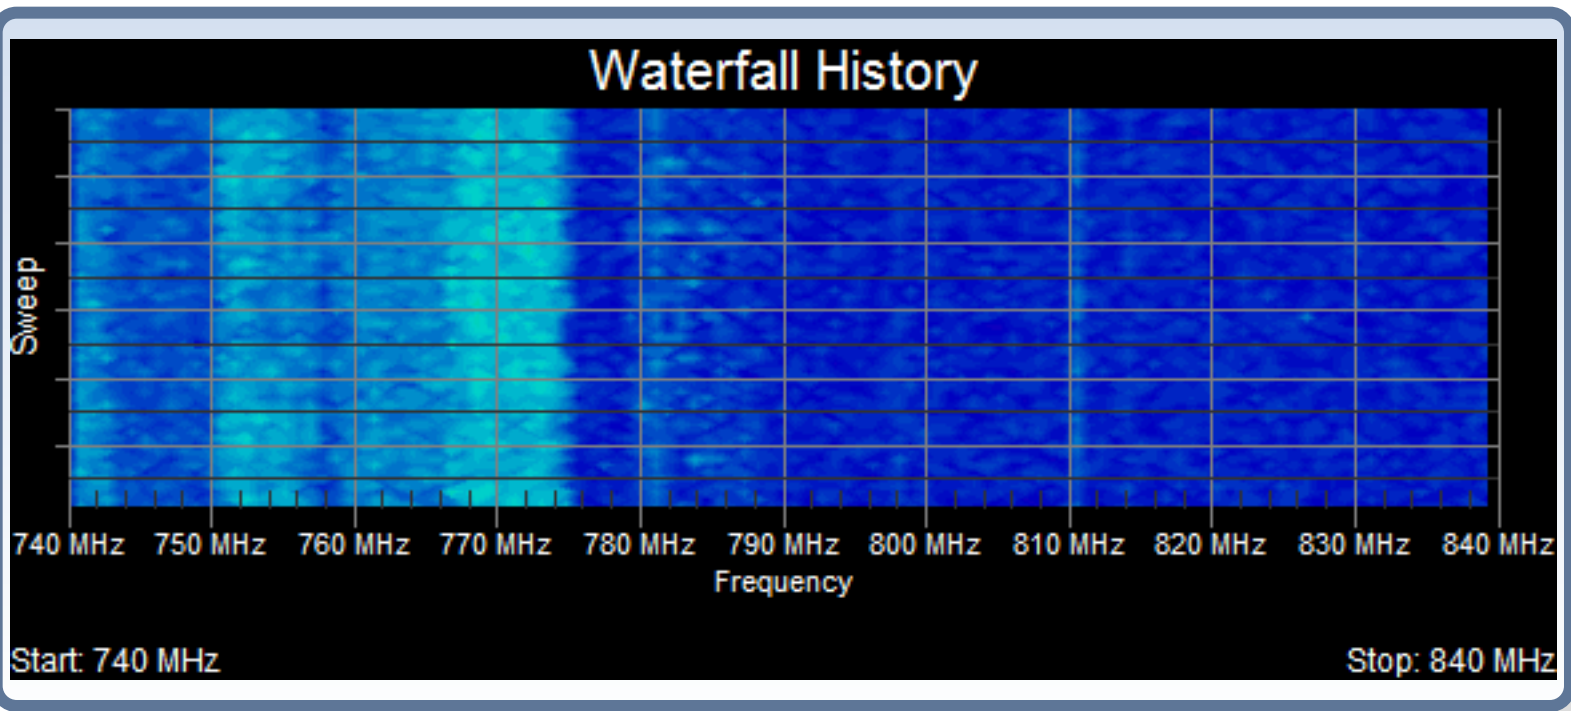 Waterfall History
Sweep
740 MHz 750 MHz 760 MHz 770 MHz 780 MHz 790 MHz 800 MHz 810 MHz 820 MHz 830 MHz 840 MHz
Frequency
Start: 740 MHz Stop: 840 MHz